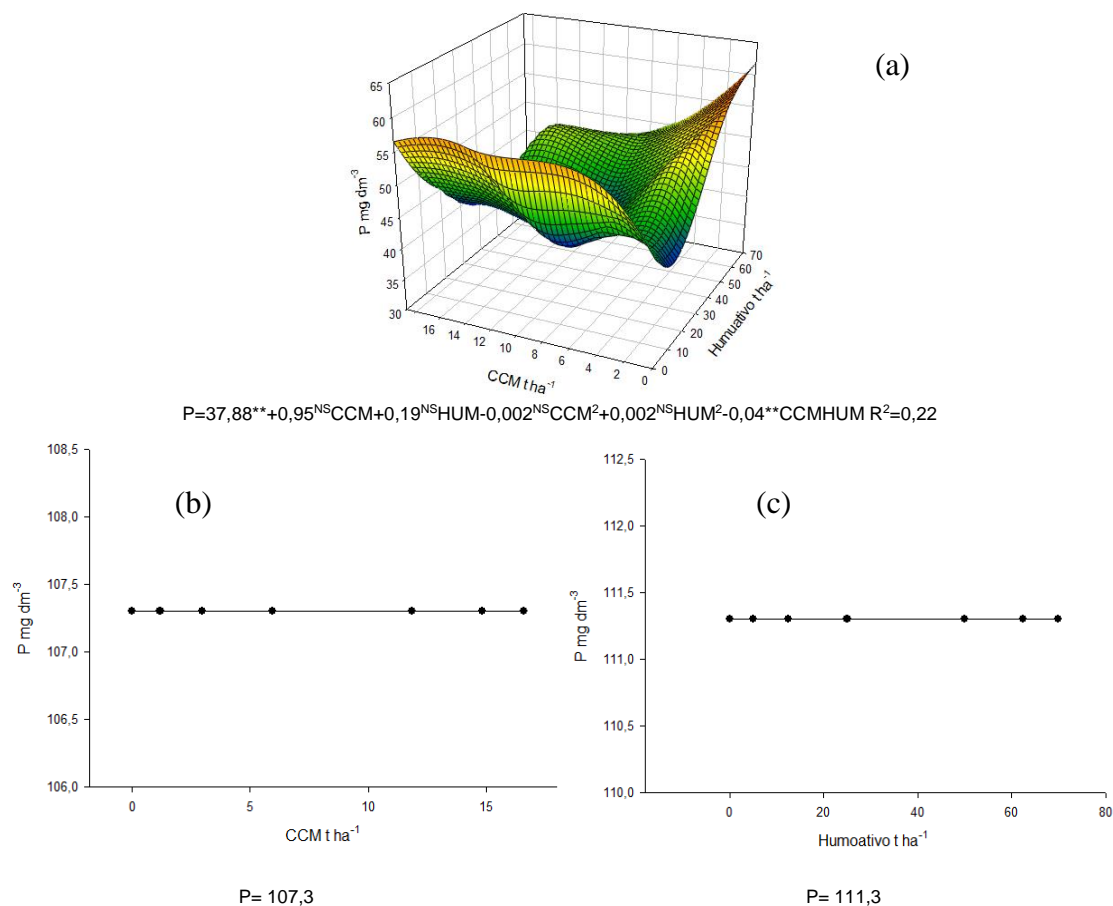 (a)
65
60
55
50
45
40
35
30
P mg dm⁻³
16 14 12 10 8 6 4 2 0
CCM t ha⁻¹
70
60
50
40
30
20
10
0
Humuativo t ha⁻¹
P=37,88**+0,95ᴺˢCCM+0,19ᴺˢHUM-0,002ᴺˢCCM²+0,002ᴺˢHUM²-0,04**CCMHUM R²=0,22
(b)
108,5
108,0
107,5
107,0
106,5
106,0
P mg dm⁻³
0 5 10 15
CCM t ha⁻¹
P= 107,3
(c)
112,5
112,0
111,5
111,0
110,5
110,0
P mg dm⁻³
0 20 40 60 80
Humoativo t ha⁻¹
P= 111,3